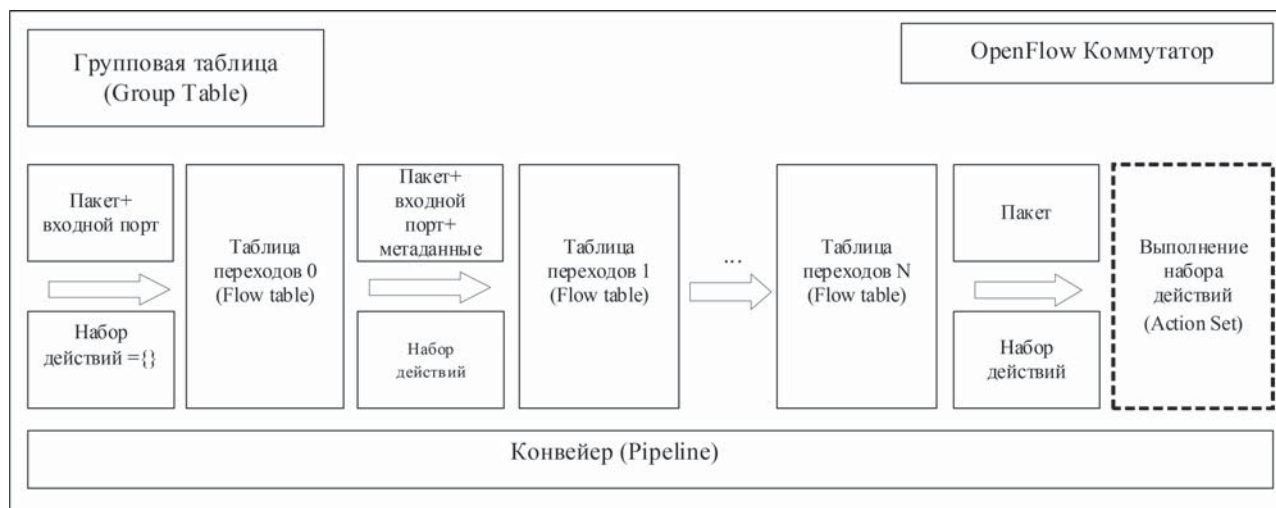 Групповая таблица
(Group Table)
OpenFlow Коммутатор
Пакет+
входной порт
Набор
действий ={}
Таблица
переходов 0
(Flow table)
Пакет+
входной
порт+
метаданные
Набор
действий
Таблица
переходов 1
(Flow table)
...
Таблица
переходов N
(Flow table)
Пакет
Набор
действий
Выполнение
набора
действий
(Action Set)
Конвейер (Pipeline)